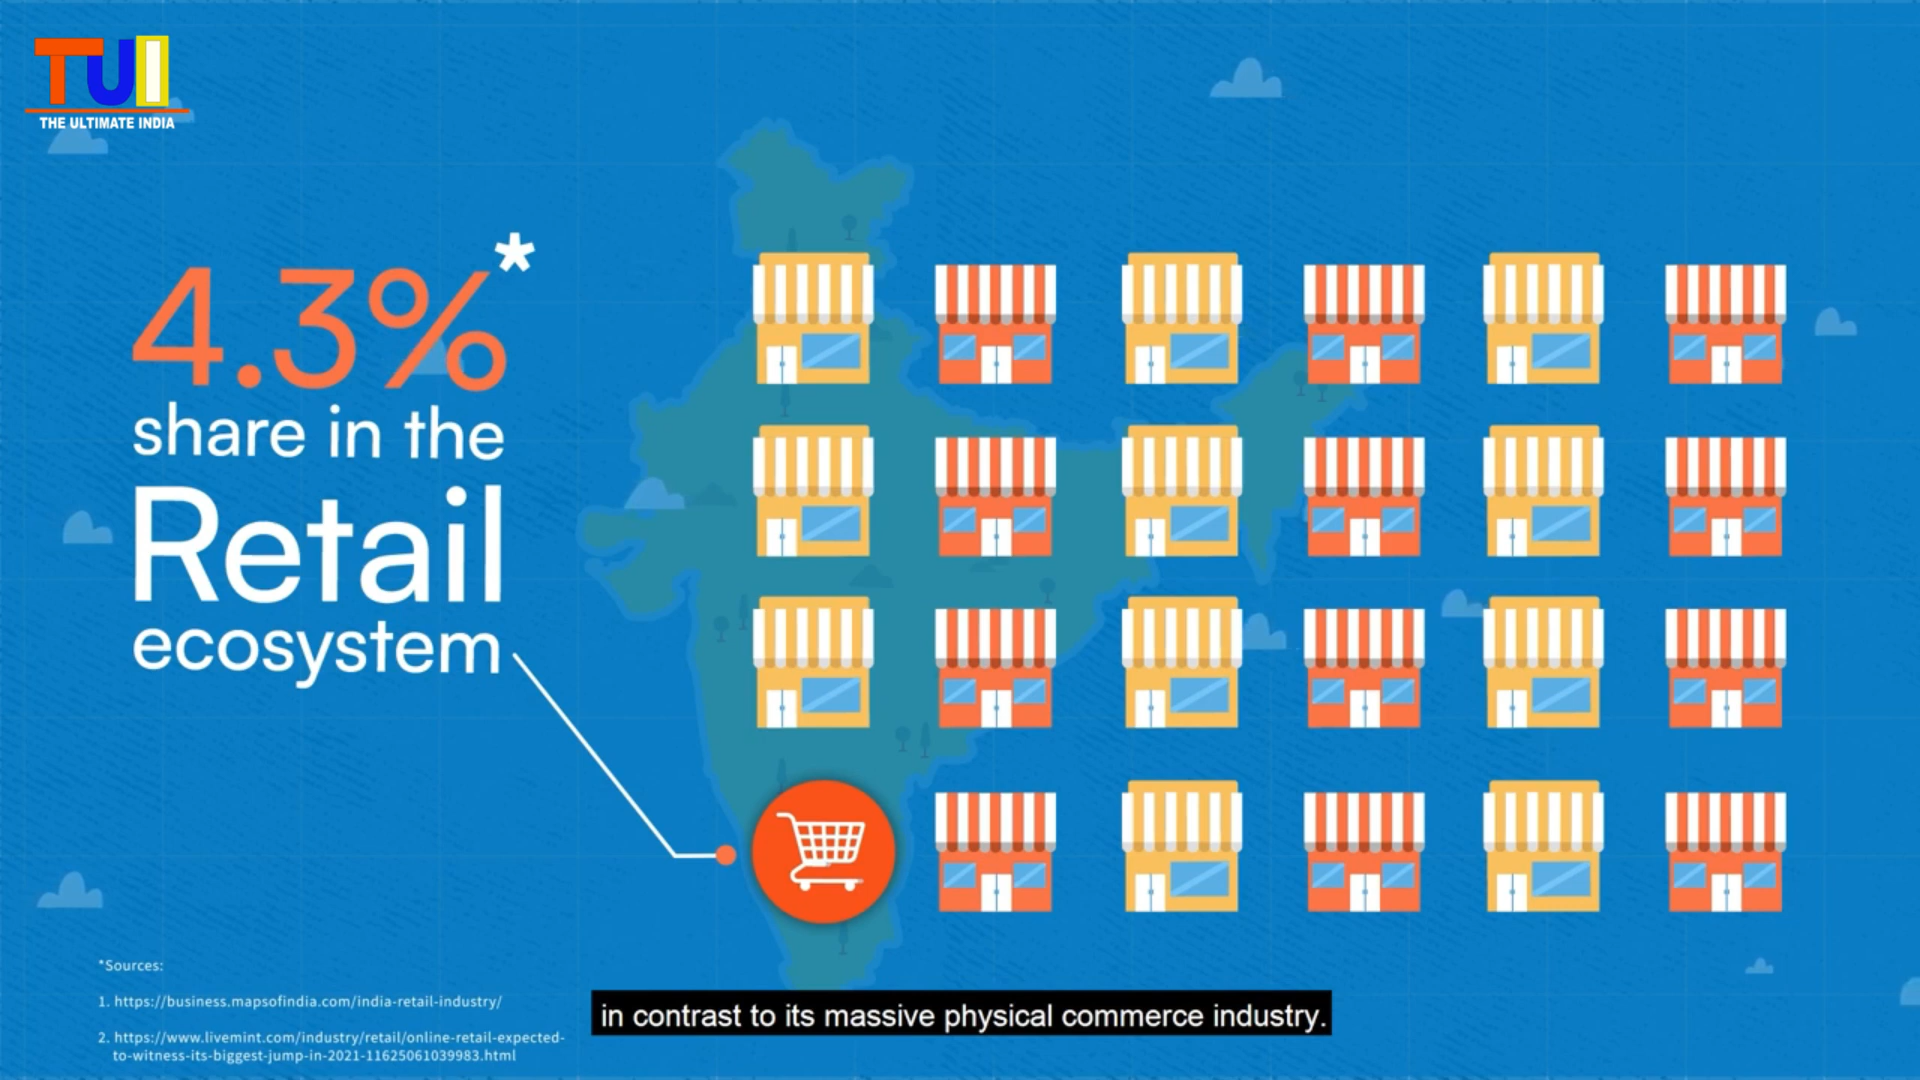 TUI
THE ULTIMATE INDIA
4.3%*
share in the
Retail
ecosystem
*Sources:
1. https://business.mapsofindia.com/india-retail-industry/
2. https://www.livemint.com/industry/retail/online-retail-expected-
to-witness-its-biggest-jump-in-2021-11625061039983.html
in contrast to its massive physical commerce industry.